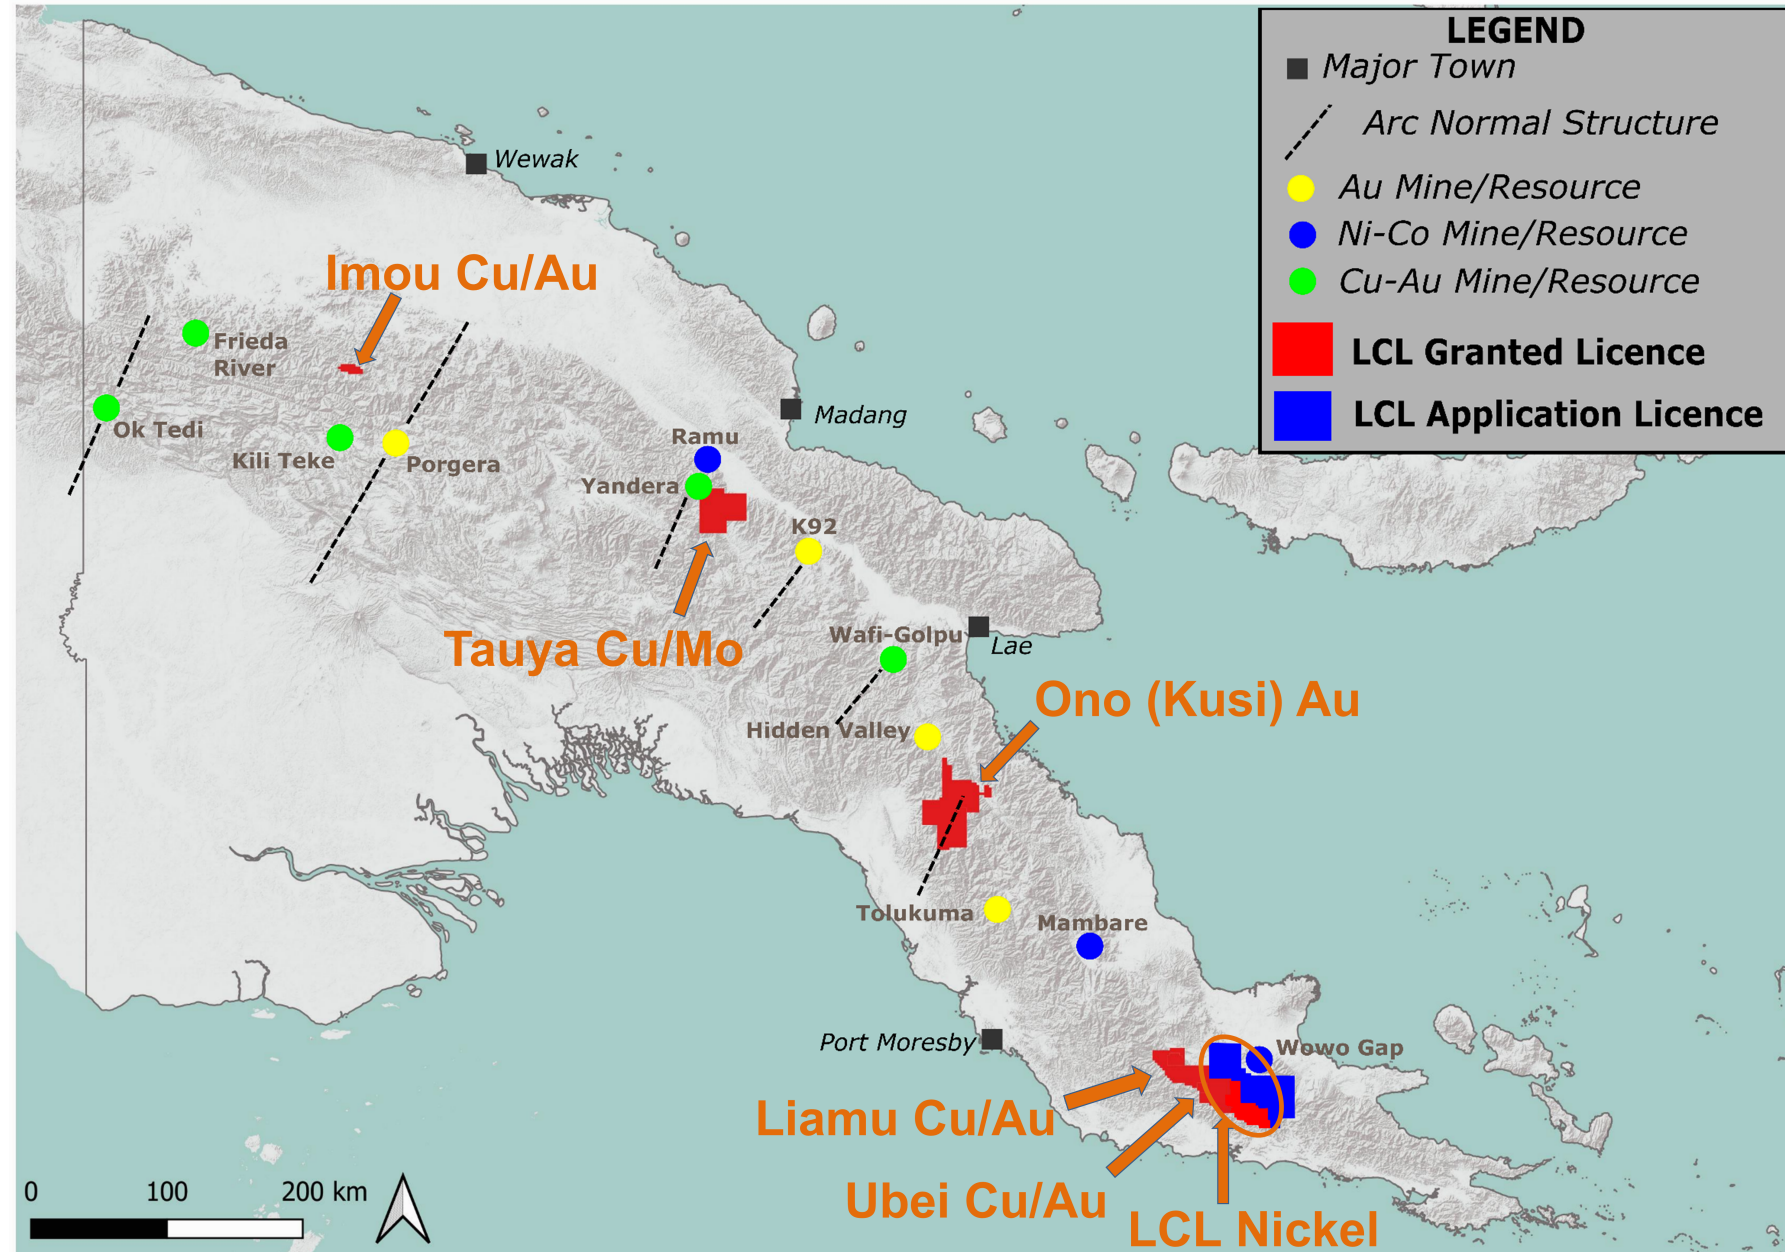 LEGEND
Major Town
Arc Normal Structure
Au Mine/Resource
Ni-Co Mine/Resource
Cu-Au Mine/Resource
LCL Granted Licence
LCL Application Licence
Wewak
Imou Cu/Au
Frieda
River
Ok Tedi
Kili Teke
Porgera
Madang
Ramu
Yandera
K92
Tauya Cu/Mo
Wafi-Golpu
Lae
Ono (Kusi) Au
Hidden Valley
Tolukuma
Mambare
Port Moresby
Wowo Gap
Liamu Cu/Au
Ubei Cu/Au
LCL Nickel
0 100 200 km